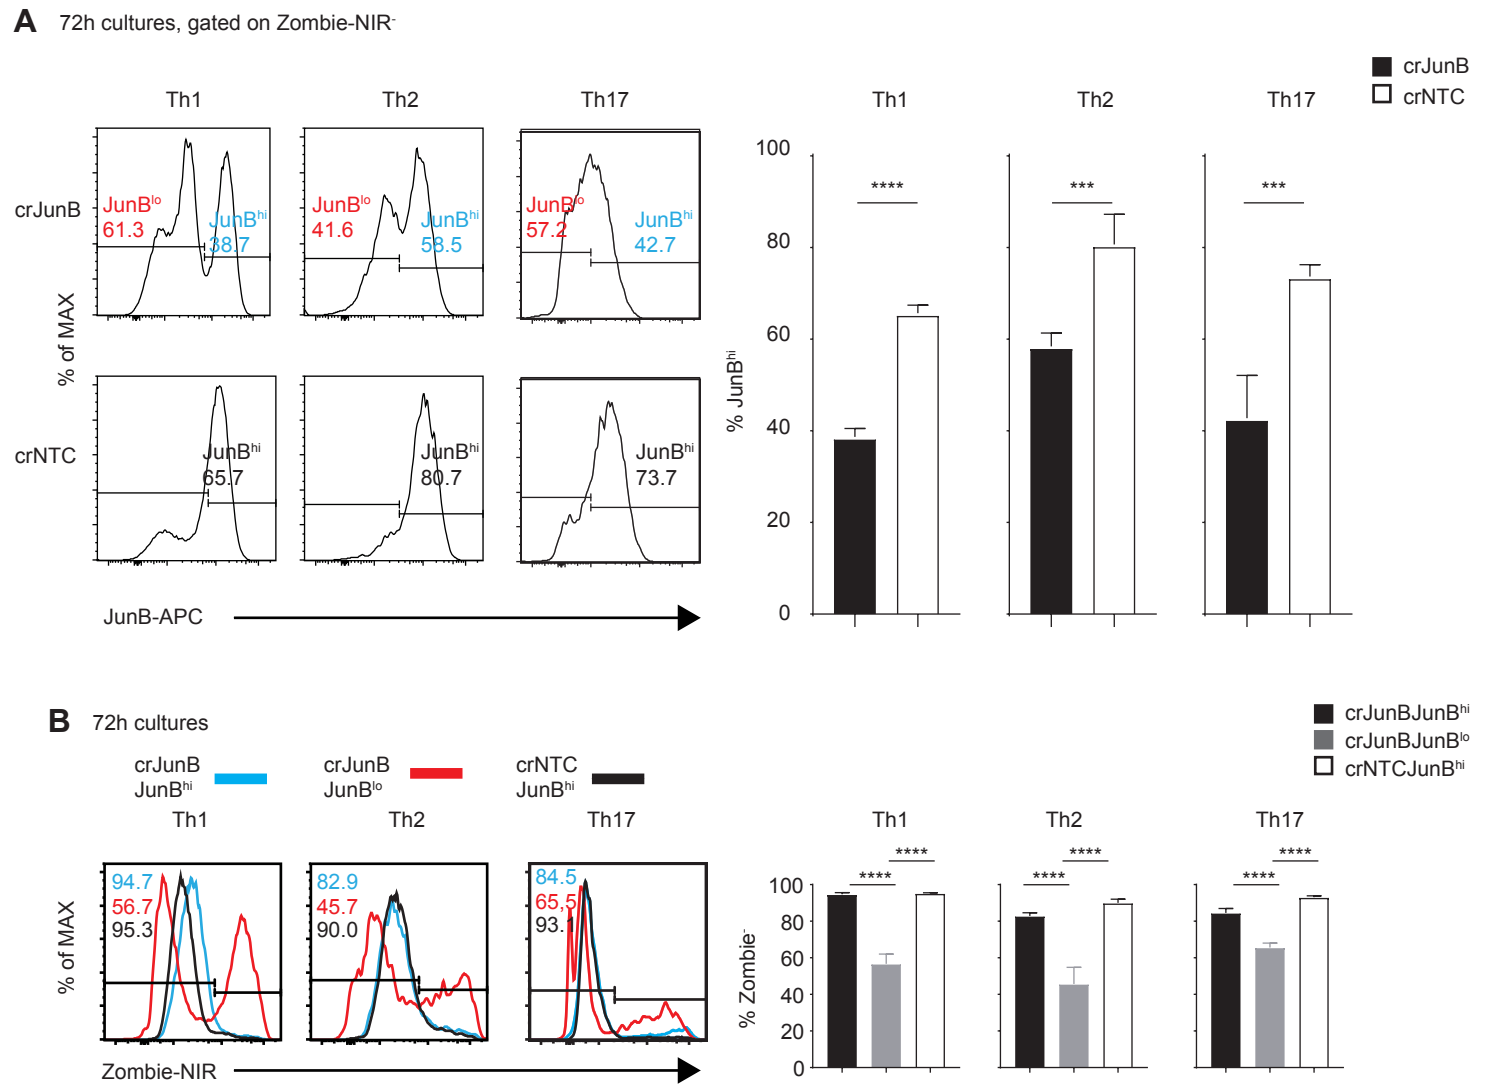 A 72h cultures, gated on Zombie-NIR⁻
crJunB
crNTC
Th1 Th2 Th17
Th1 Th2 Th17
crJunB
JunBˡᵒ
61.3
JunBʰⁱ
38.7
JunBˡᵒ
41.6
JunBʰⁱ
58.5
JunBˡᵒ
57.2
JunBʰⁱ
42.7
% of MAX
crNTC
JunBʰⁱ
65.7
JunBʰⁱ
80.7
JunBʰⁱ
73.7
JunB-APC
% JunBʰⁱ
100
80
60
40
20
0
****
***
***
B 72h cultures
crJunB
JunBʰⁱ
crJunB
JunBˡᵒ
crNTC
JunBʰⁱ
crJunBJunBʰⁱ
crJunBJunBˡᵒ
crNTCJunBʰⁱ
Th1 Th2 Th17
Th1 Th2 Th17
% of MAX
94.7
56.7
95.3
82.9
45.7
90.0
84.5
65,5
93.1
Zombie-NIR
% Zombie⁻
100
80
60
40
20
0
**** ****
**** ****
**** ****